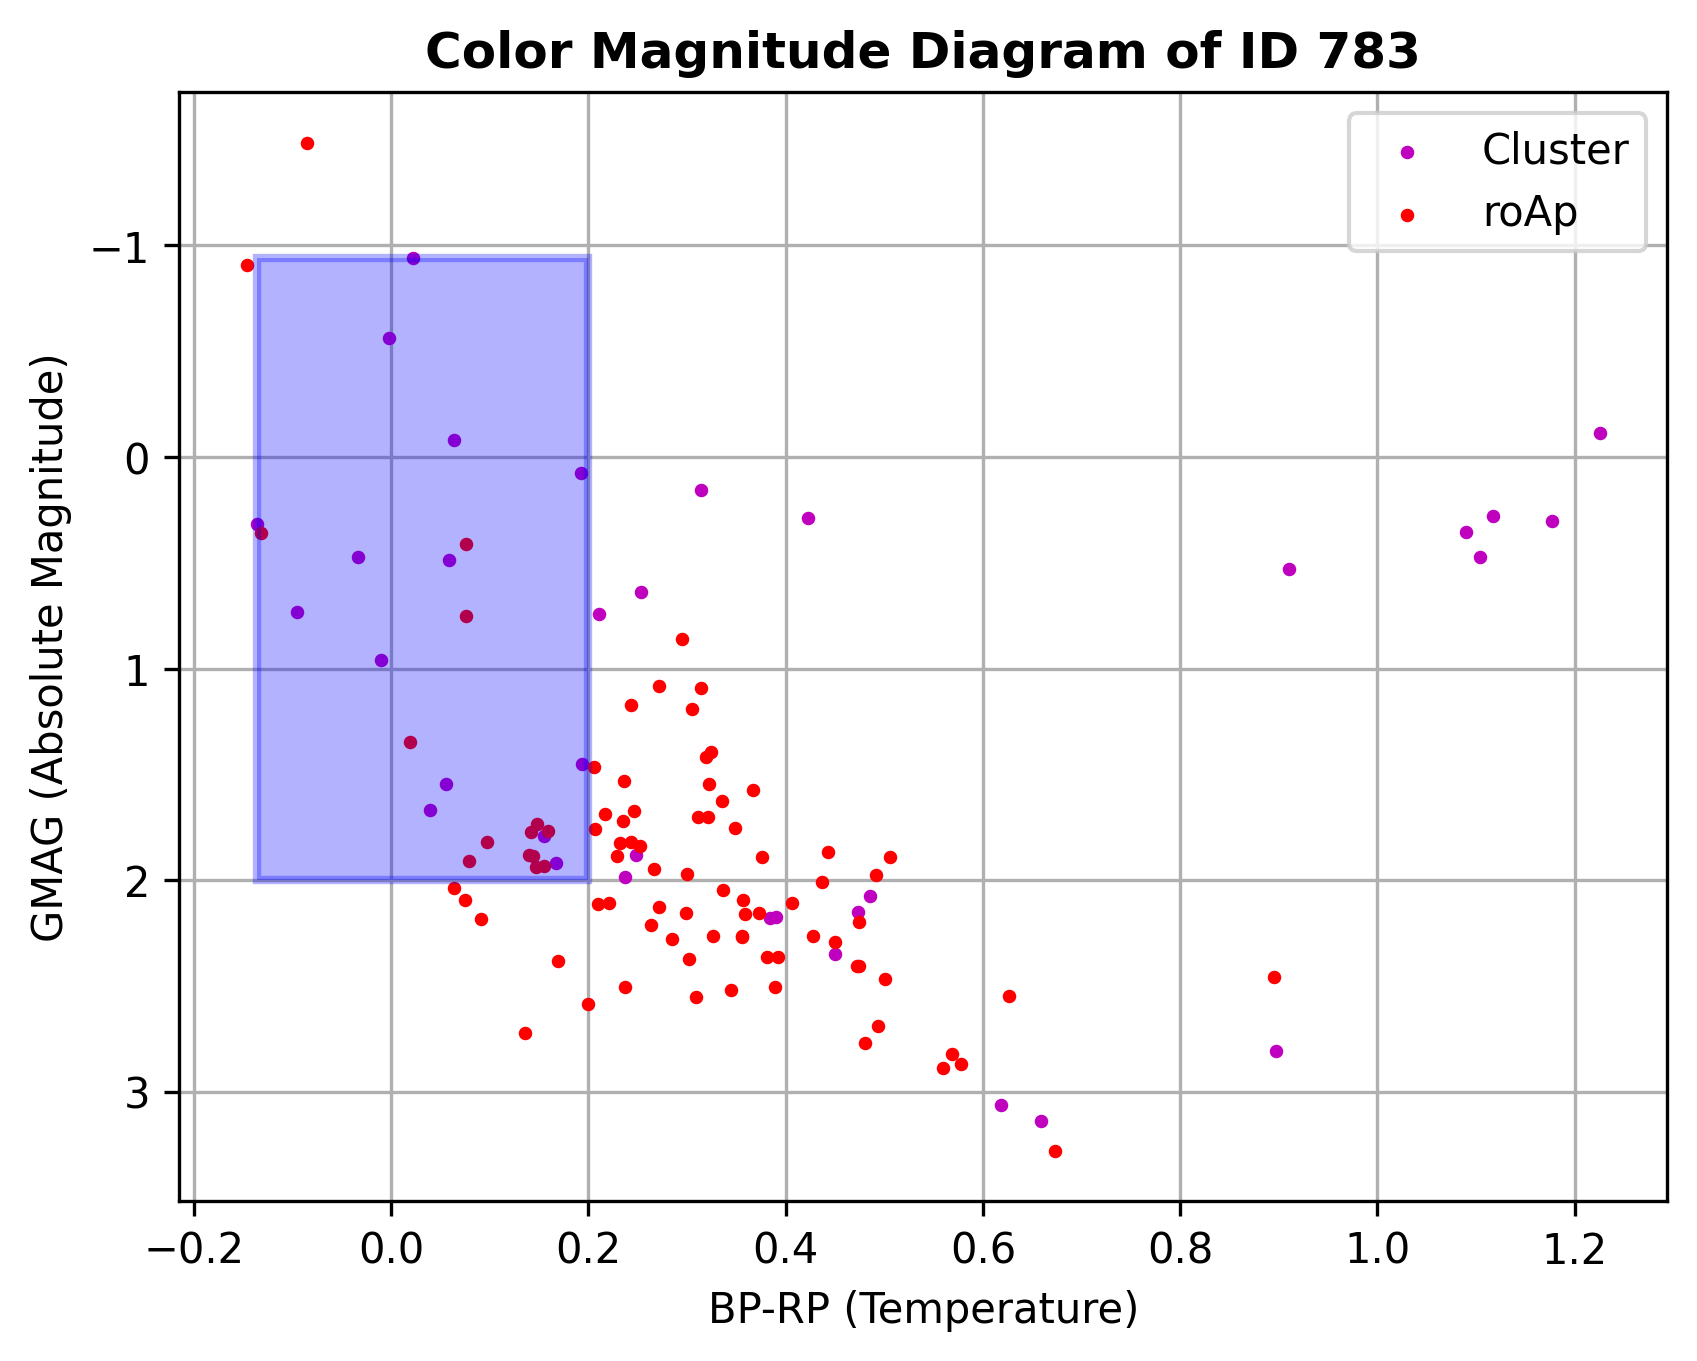 Color Magnitude Diagram of ID 783
Cluster
roAp
−1
0
1
2
3
GMAG (Absolute Magnitude)
−0.2 0.0 0.2 0.4 0.6 0.8 1.0 1.2
BP-RP (Temperature)